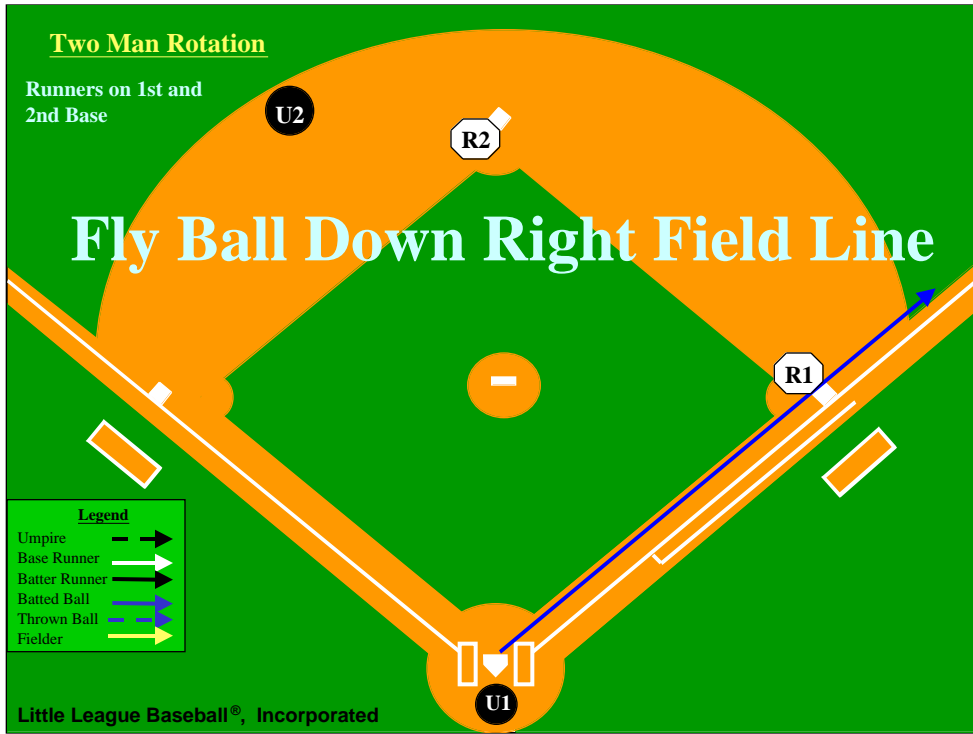 Two Man Rotation
Runners on 1st and
2nd Base
U2
R2
Fly Ball Down Right Field Line
R1
Legend
Umpire
Base Runner
Batter Runner
Batted Ball
Thrown Ball
Fielder
U1
Little League Baseball®, Incorporated